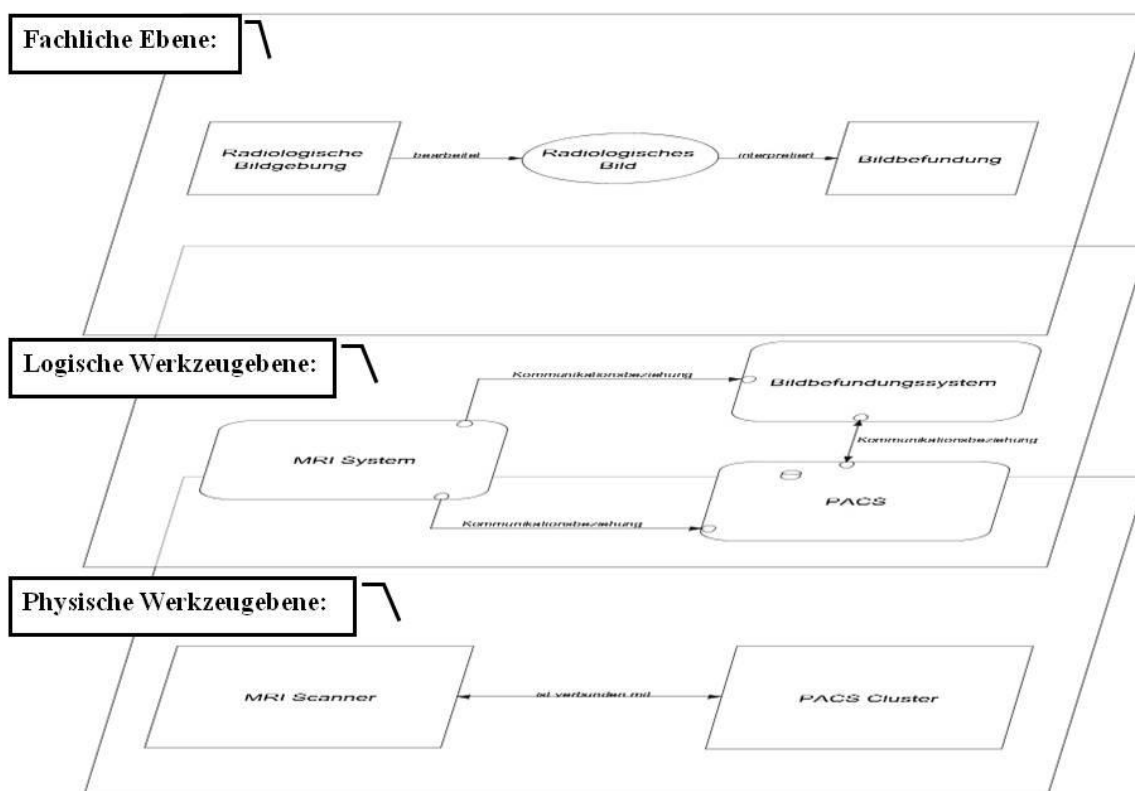 Fachliche Ebene:
Radiologische
Bildgebung
bearbeitet
Radiologisches
Bild
interpretiert
Bildbefundung
Logische Werkzeugebene:
Kommunikationsbeziehung
Bildbefundungssystem
MRI System
Kommunikationsbeziehung
PACS
Kommunikationsbeziehung
Physische Werkzeugebene:
MRI Scanner
ist verbunden mit
PACS Cluster